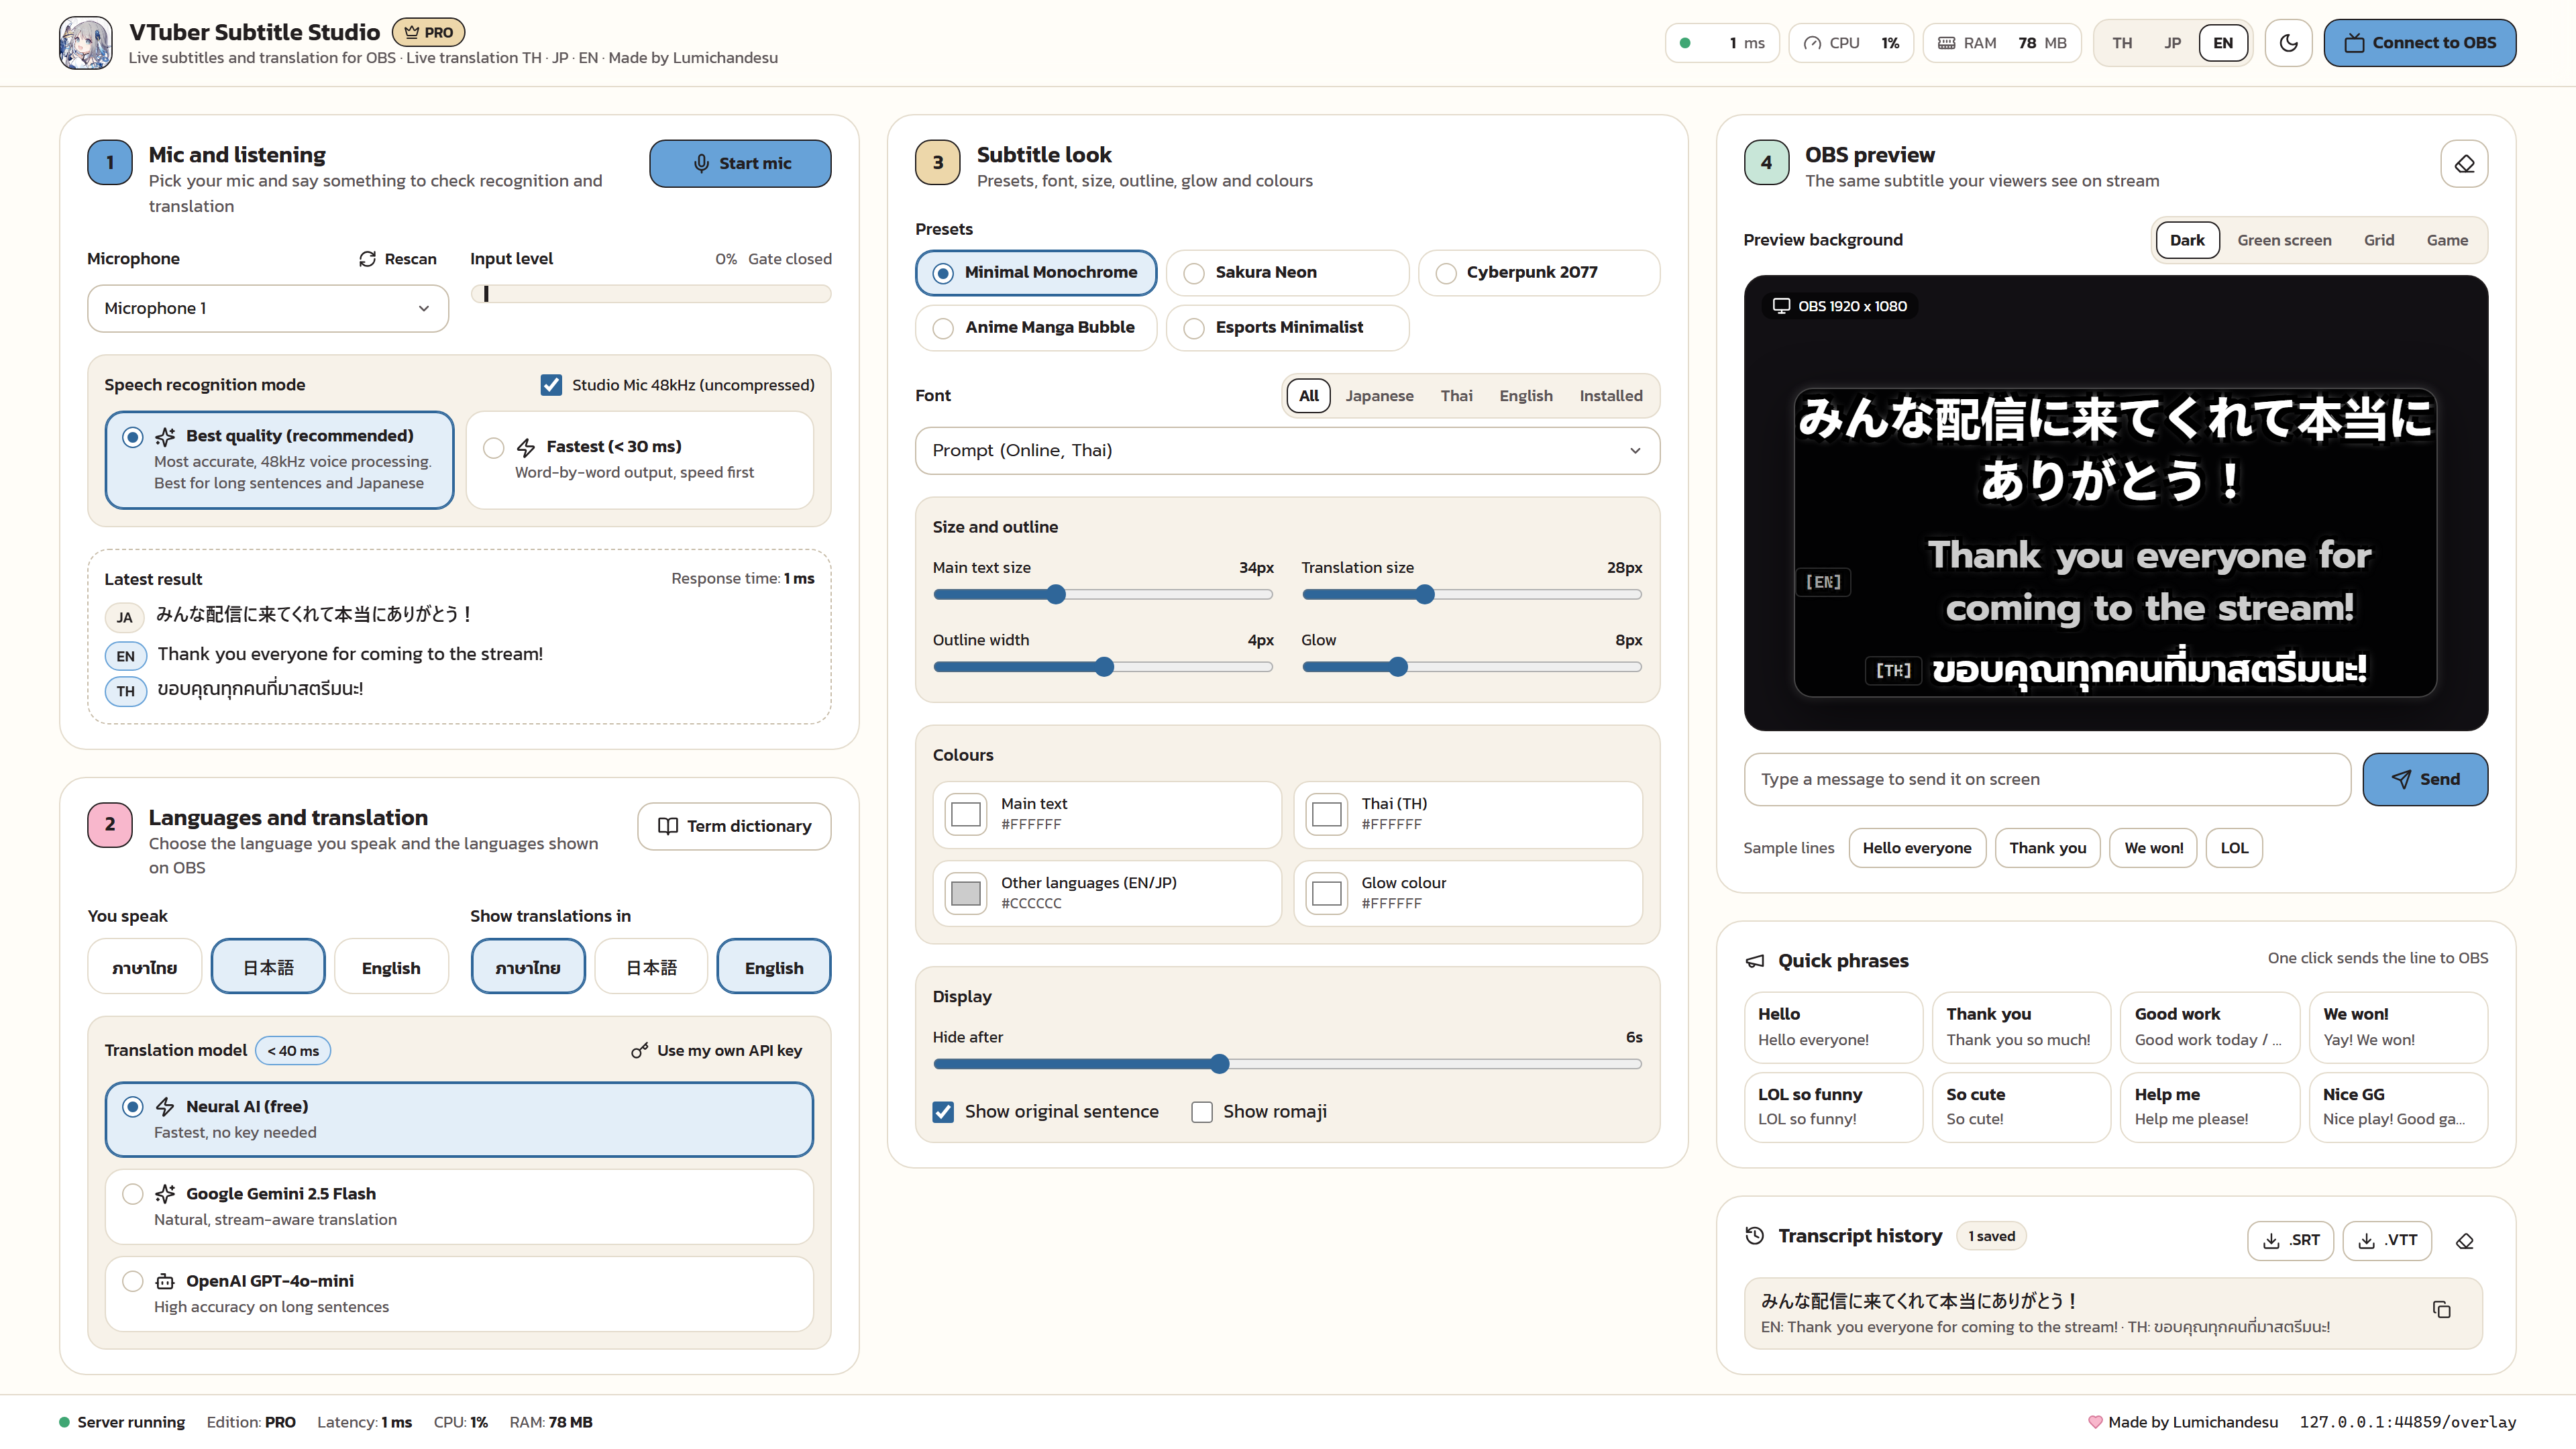 VTuber Subtitle Studio PRO
Live subtitles and translation for OBS · Live translation TH · JP · EN · Made by Lumichandesu
1 ms
CPU 1%
RAM 78 MB
TH JP EN
Connect to OBS
1 Mic and listening
Pick your mic and say something to check recognition and
translation
Start mic
Microphone Rescan
Input level 0% Gate closed
Microphone 1
Speech recognition mode
Studio Mic 48kHz (uncompressed)
Best quality (recommended)
Most accurate, 48kHz voice processing.
Best for long sentences and Japanese
Fastest (< 30 ms)
Word-by-word output, speed first
Latest result Response time: 1 ms
JA みんな配信に来てくれて本当にありがとう！
EN Thank you everyone for coming to the stream!
TH ขอบคุณทุกคนที่มาสตรีมนะ!
2 Languages and translation
Choose the language you speak and the languages shown
on OBS
Term dictionary
You speak
ภาษาไทย 日本語 English
Show translations in
ภาษาไทย 日本語 English
Translation model < 40 ms
Use my own API key
Neural AI (free)
Fastest, no key needed
Google Gemini 2.5 Flash
Natural, stream-aware translation
OpenAI GPT-4o-mini
High accuracy on long sentences
3 Subtitle look
Presets, font, size, outline, glow and colours
Presets
Minimal Monochrome Sakura Neon Cyberpunk 2077
Anime Manga Bubble Esports Minimalist
Font
All Japanese Thai English Installed
Prompt (Online, Thai)
Size and outline
Main text size 34px
Translation size 28px
Outline width 4px
Glow 8px
Colours
Main text
#FFFFFF
Thai (TH)
#FFFFFF
Other languages (EN/JP)
#CCCCCC
Glow colour
#FFFFFF
Display
Hide after 6s
Show original sentence Show romaji
4 OBS preview
The same subtitle your viewers see on stream
Preview background
Dark Green screen Grid Game
OBS 1920 x 1080
みんな配信に来てくれて本当に
ありがとう！
[EN] Thank you everyone for
coming to the stream!
[TH] ขอบคุณทุกคนที่มาสตรีมนะ!
Type a message to send it on screen
Send
Sample lines Hello everyone Thank you We won! LOL
Quick phrases One click sends the line to OBS
Hello
Hello everyone!
Thank you
Thank you so much!
Good work
Good work today / ...
We won!
Yay! We won!
LOL so funny
LOL so funny!
So cute
So cute!
Help me
Help me please!
Nice GG
Nice play! Good ga...
Transcript history 1 saved
.SRT .VTT
みんな配信に来てくれて本当にありがとう！
EN: Thank you everyone for coming to the stream! · TH: ขอบคุณทุกคนที่มาสตรีมนะ!
Server running Edition: PRO Latency: 1 ms CPU: 1% RAM: 78 MB
Made by Lumichandesu 127.0.0.1:44859/overlay